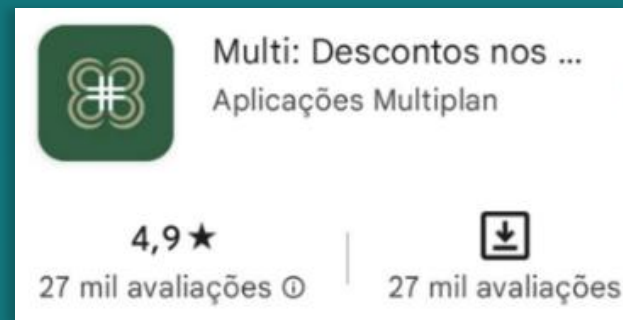 Multi: Descontos nos ...
Aplicações Multiplan
4,9 ★
27 mil avaliações ⓘ
27 mil avaliações